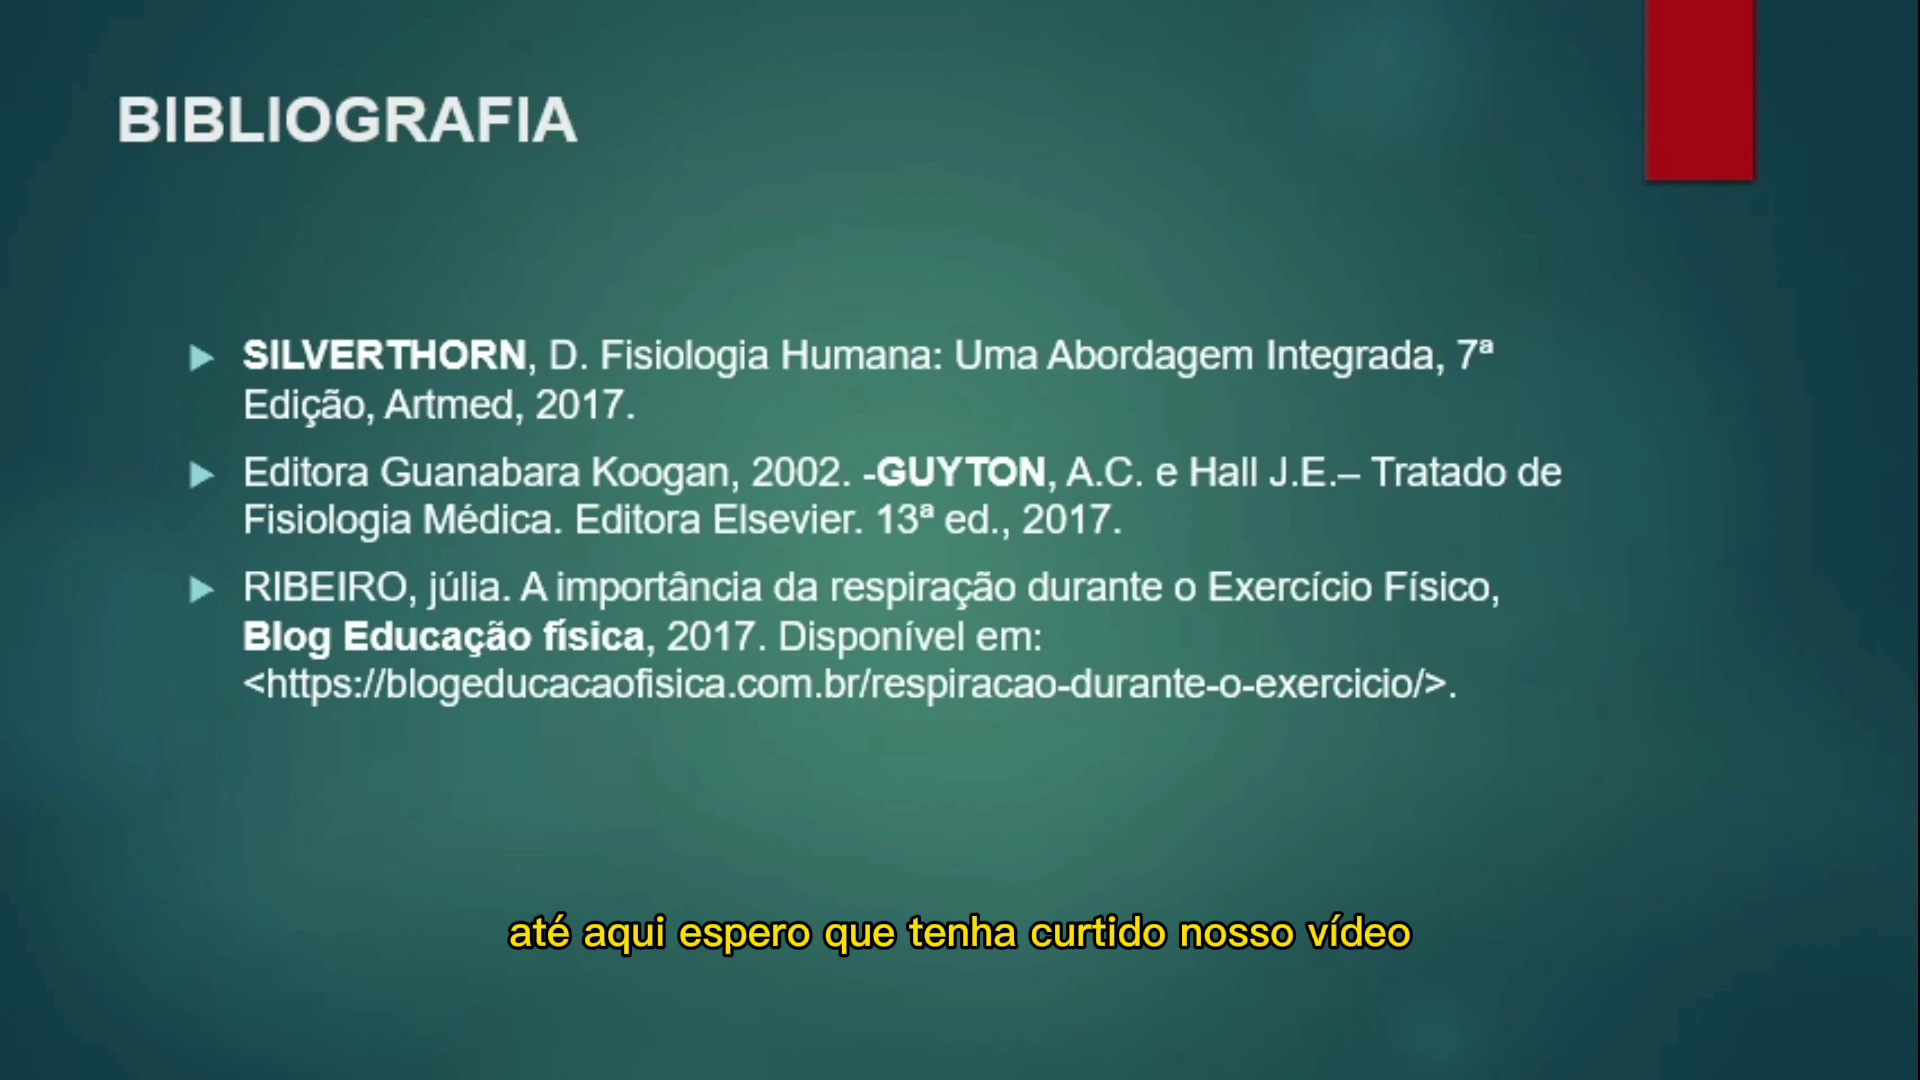 BIBLIOGRAFIA
SILVERTHORN, D. Fisiologia Humana: Uma Abordagem Integrada, 7ª
Edição, Artmed, 2017.
Editora Guanabara Koogan, 2002. -GUYTON, A.C. e Hall J.E.– Tratado de
Fisiologia Médica. Editora Elsevier. 13ª ed., 2017.
RIBEIRO, júlia. A importância da respiração durante o Exercício Físico,
Blog Educação física, 2017. Disponível em:
<https://blogeducacaofisica.com.br/respiracao-durante-o-exercicio/>.
até aqui espero que tenha curtido nosso vídeo